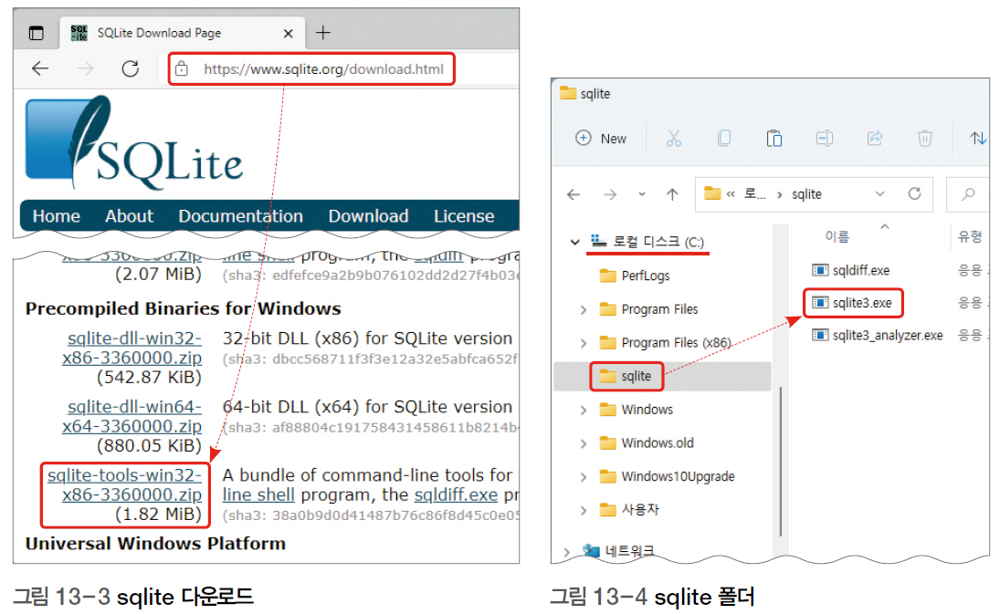 SQLite Download Page
https://www.sqlite.org/download.html
SQLite
Home About Documentation Download License
x86-3360000.zip line shell program, the sqldiff
(2.07 MiB) (sha3: edfefce9a2b9b076102dd2d27f4b03
Precompiled Binaries for Windows
sqlite-dll-win32- 32-bit DLL (x86) for SQLite version
x86-3360000.zip (sha3: dbcc568711f3f3e12a32e5abfca652f
(542.87 KiB)
sqlite-dll-win64- 64-bit DLL (x64) for SQLite version
x64-3360000.zip (sha3: af88804c191758431458611b8214b
(880.05 KiB)
sqlite-tools-win32- A bundle of command-line tools for
x86-3360000.zip line shell program, the sqldiff.exe pr
(1.82 MiB) (sha3: 38a0b9d0d41487b76c86f8d45c0e05
Universal Windows Platform
그림 13-3 sqlite 다운로드
sqlite
New
« 로... › sqlite
로컬 디스크 (C:)
PerfLogs
Program Files
Program Files (x86)
sqlite
Windows
Windows.old
Windows10Upgrade
사용자
네트워크
이름 유형
sqldiff.exe 응용
sqlite3.exe 응용
sqlite3_analyzer.exe 응용
그림 13-4 sqlite 폴더